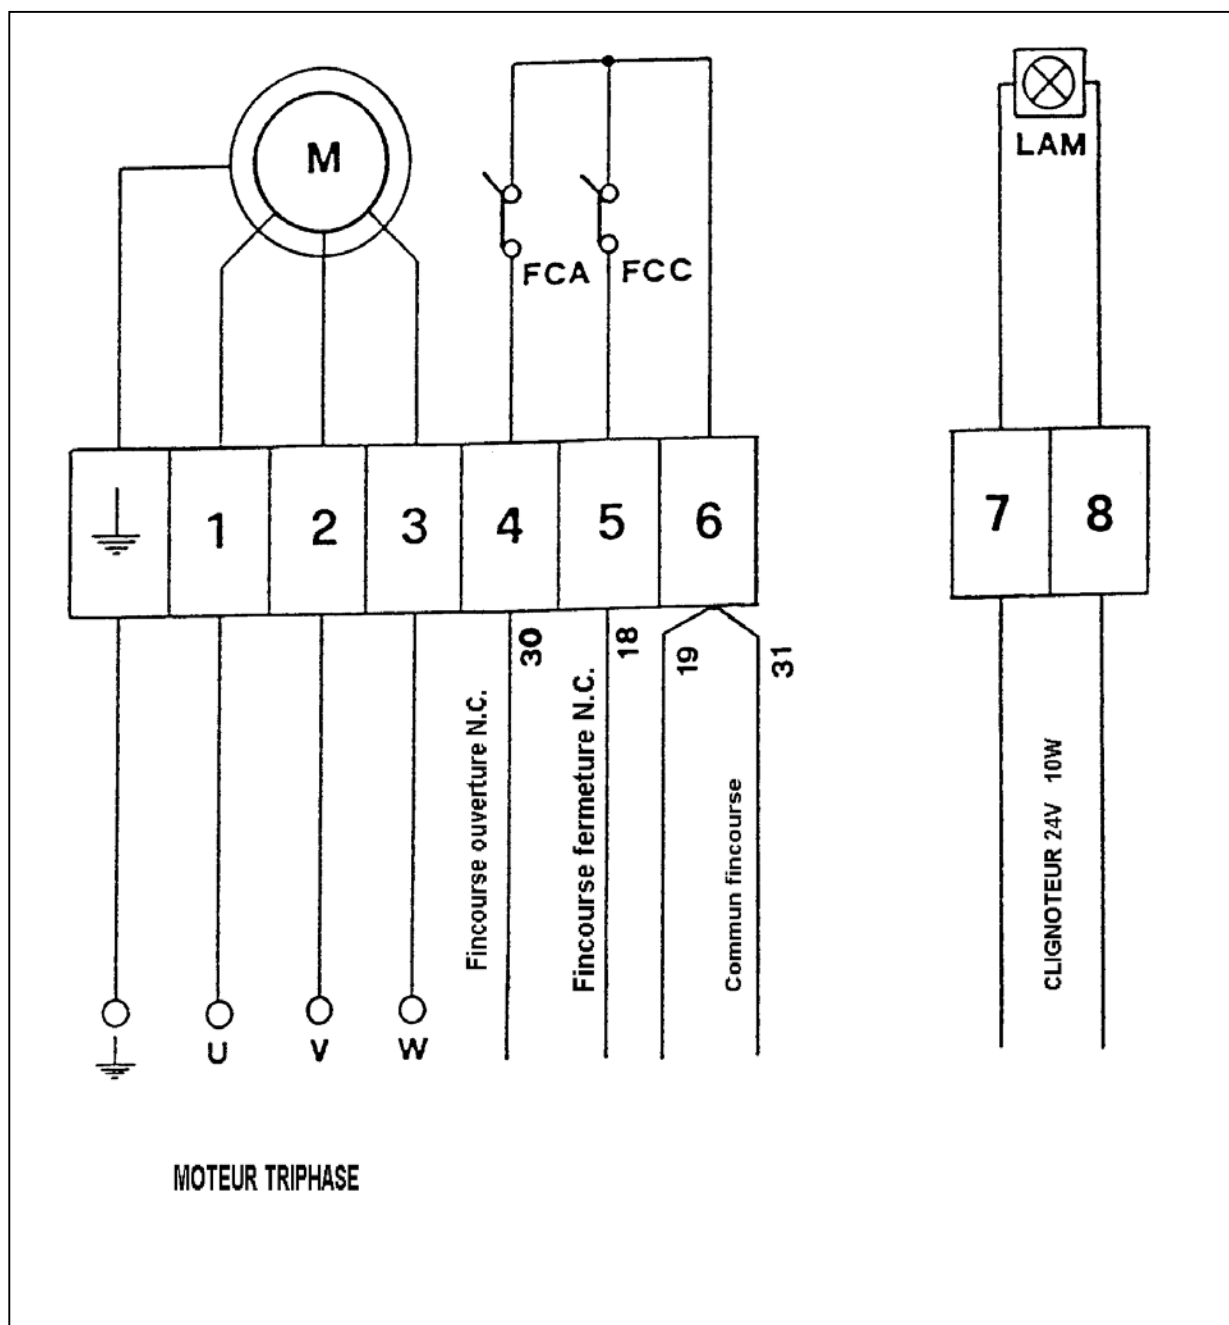 M
LAM
FCA FCC
1 2 3 4 5 6 7 8
30 18 19 31
Fincourse ouverture N.C.
Fincourse fermeture N.C.
Commun fincourse
CLIGNOTEUR 24V 10W
U V W
MOTEUR TRIPHASE